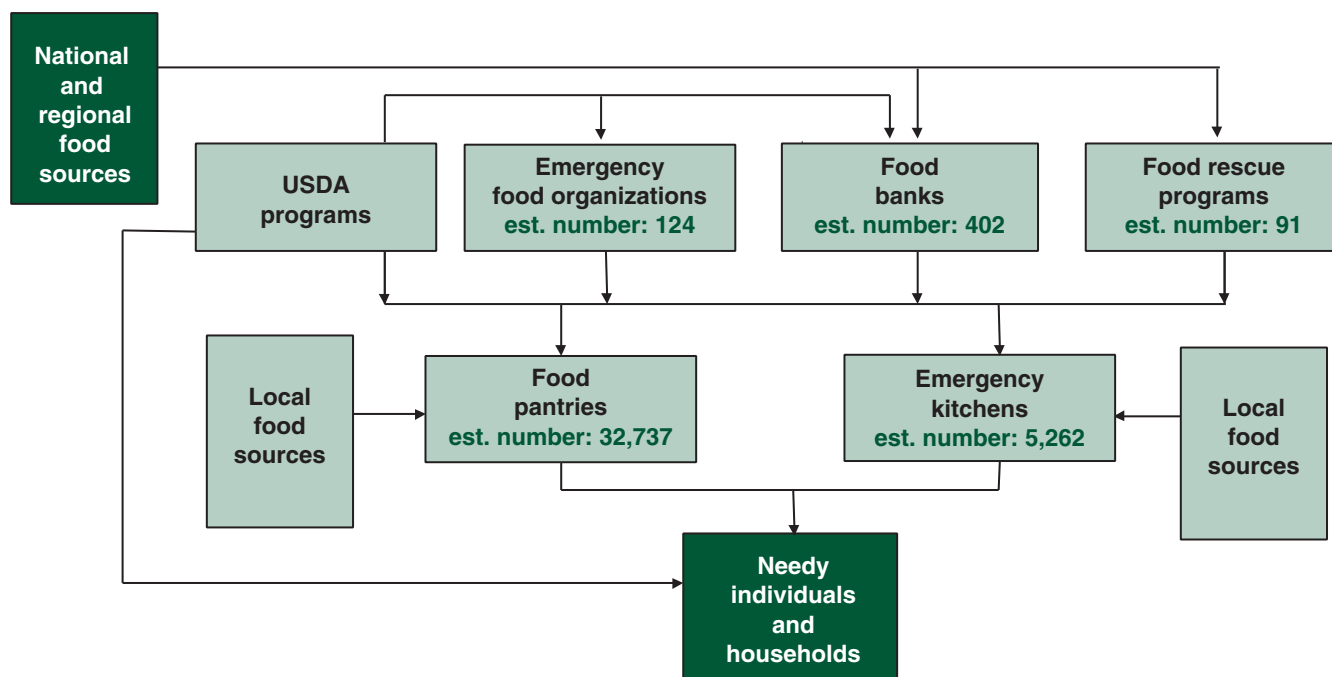 National
and
regional
food
sources
USDA
programs
Emergency
food organizations
est. number: 124
Food
banks
est. number: 402
Food rescue
programs
est. number: 91
Local
food
sources
Food
pantries
est. number: 32,737
Emergency
kitchens
est. number: 5,262
Local
food
sources
Needy
individuals
and
households